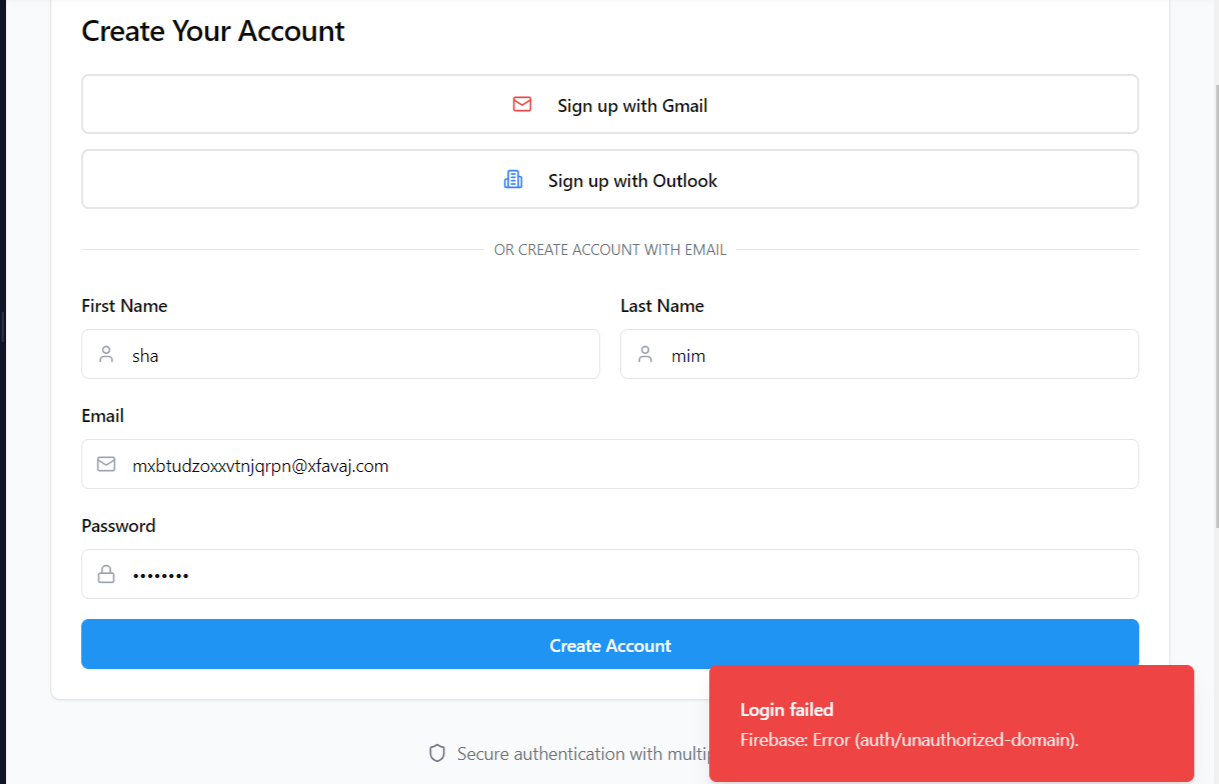 Create Your Account
Sign up with Gmail
Sign up with Outlook
OR CREATE ACCOUNT WITH EMAIL
First Name Last Name
sha mim
Email
mxbtudzoxxvtnjqrpn@xfavaj.com
Password
••••••••
Create Account
Login failed
Firebase: Error (auth/unauthorized-domain).
Secure authentication with